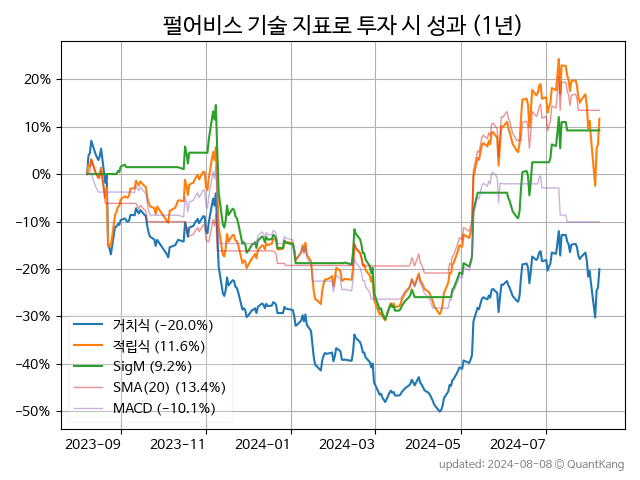 펄어비스 기술 지표로 투자 시 성과 (1년)
20%
10%
0%
−10%
−20%
−30%
−40%
−50%
거치식 (−20.0%)
적립식 (11.6%)
SigM (9.2%)
SMA(20) (13.4%)
MACD (−10.1%)
2023−09
2023−11
2024−01
2024−03
2024−05
2024−07
updated: 2024-08-08 © QuantKang